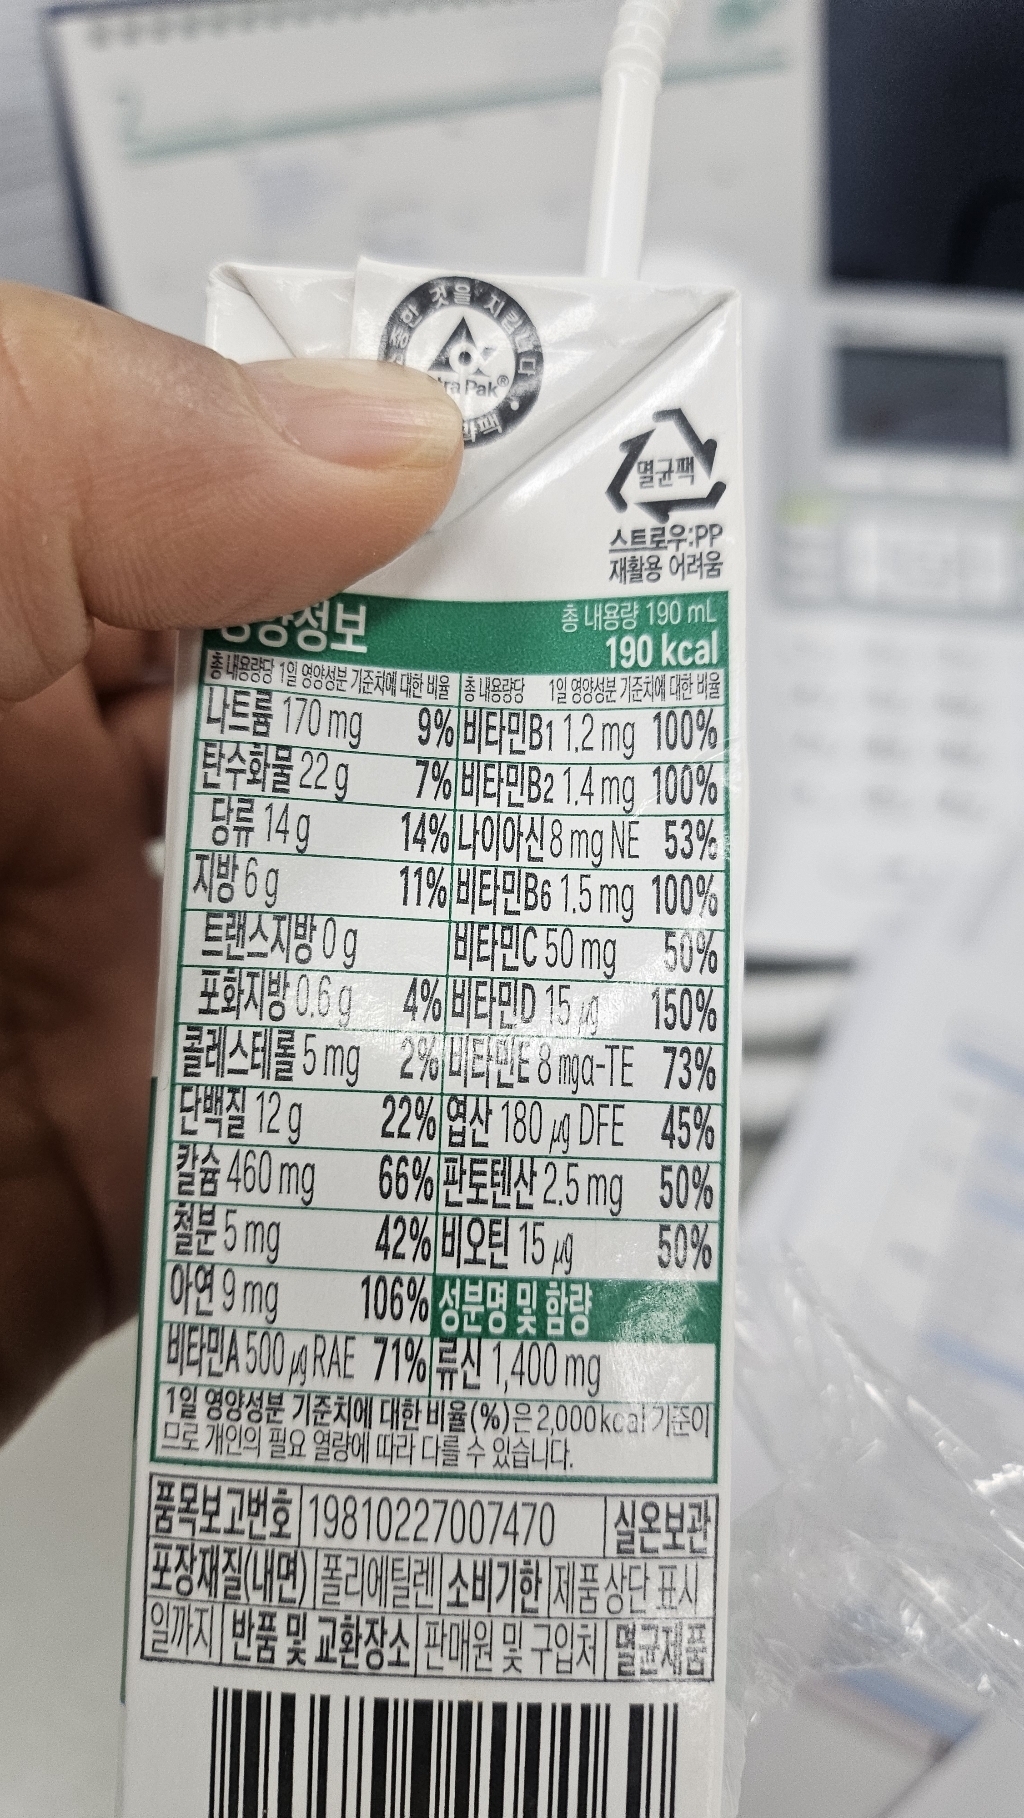 소중한 것을 지킵니다
Pak®
멸균팩
스트로우:PP
재활용 어려움
영양정보
총 내용량 190 mL
190 kcal
총 내용량당 1일 영양성분 기준치에 대한 비율
나트륨 170 mg 9%
탄수화물 22 g 7%
당류 14 g 14%
지방 6 g 11%
트랜스지방 0 g
포화지방 0.6 g 4%
콜레스테롤 5 mg 2%
단백질 12 g 22%
칼슘 460 mg 66%
철분 5 mg 42%
아연 9 mg 106%
비타민A 500 μg RAE 71%
총 내용량당 1일 영양성분 기준치에 대한 비율
비타민B1 1.2 mg 100%
비타민B2 1.4 mg 100%
나이아신 8 mg NE 53%
비타민B6 1.5 mg 100%
비타민C 50 mg 50%
비타민D 15 μg 150%
비타민E 8 mgα-TE 73%
엽산 180 μg DFE 45%
판토텐산 2.5 mg 50%
비오틴 15 μg 50%
성분명 및 함량
류신 1,400 mg
1일 영양성분 기준치에 대한 비율(%)은 2,000kcal 기준이
므로 개인의 필요 열량에 따라 다를 수 있습니다.
품목보고번호 19810227007470 실온보관
포장재질(내면) 폴리에틸렌 소비기한 제품상단 표시
일까지 반품 및 교환장소 판매원 및 구입처 멸균제품